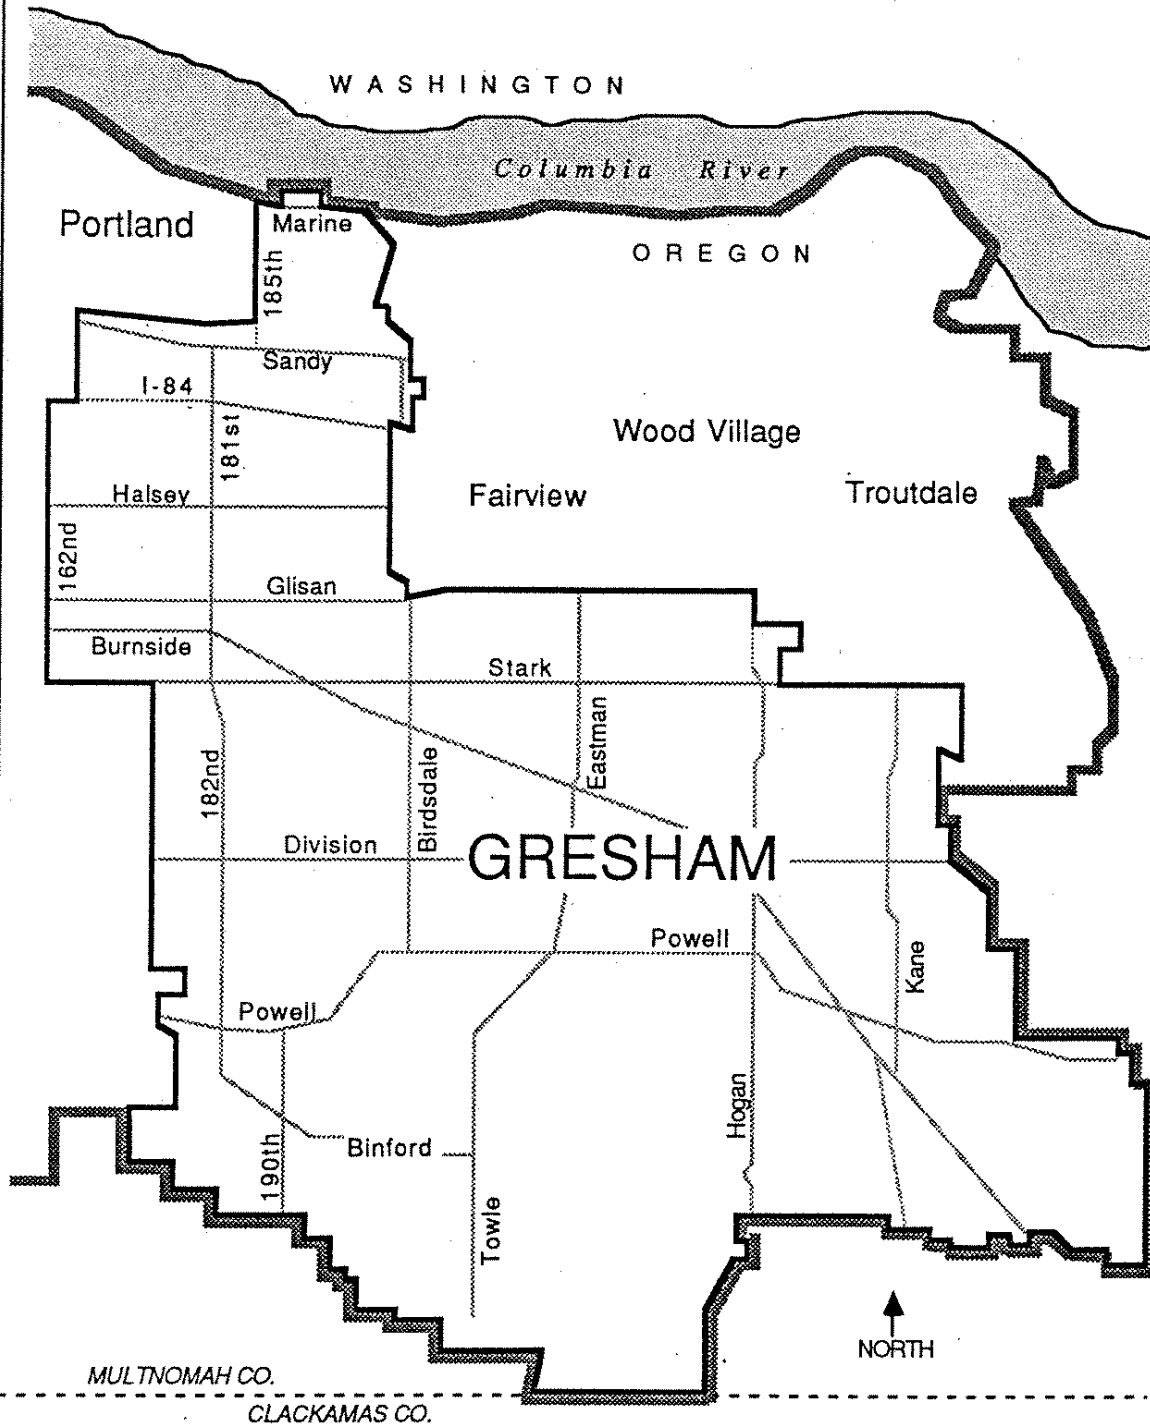 WASHINGTON
Columbia River
Portland
Marine
OREGON
185th
Sandy
I-84
181st
Wood Village
Halsey
Fairview
Troutdale
162nd
Glisan
Burnside
Stark
Eastman
182nd
Birdsdale
Division
GRESHAM
Powell
Kane
Powell
Hogan
Binford
190th
Towle
NORTH
MULTNOMAH CO.
CLACKAMAS CO.